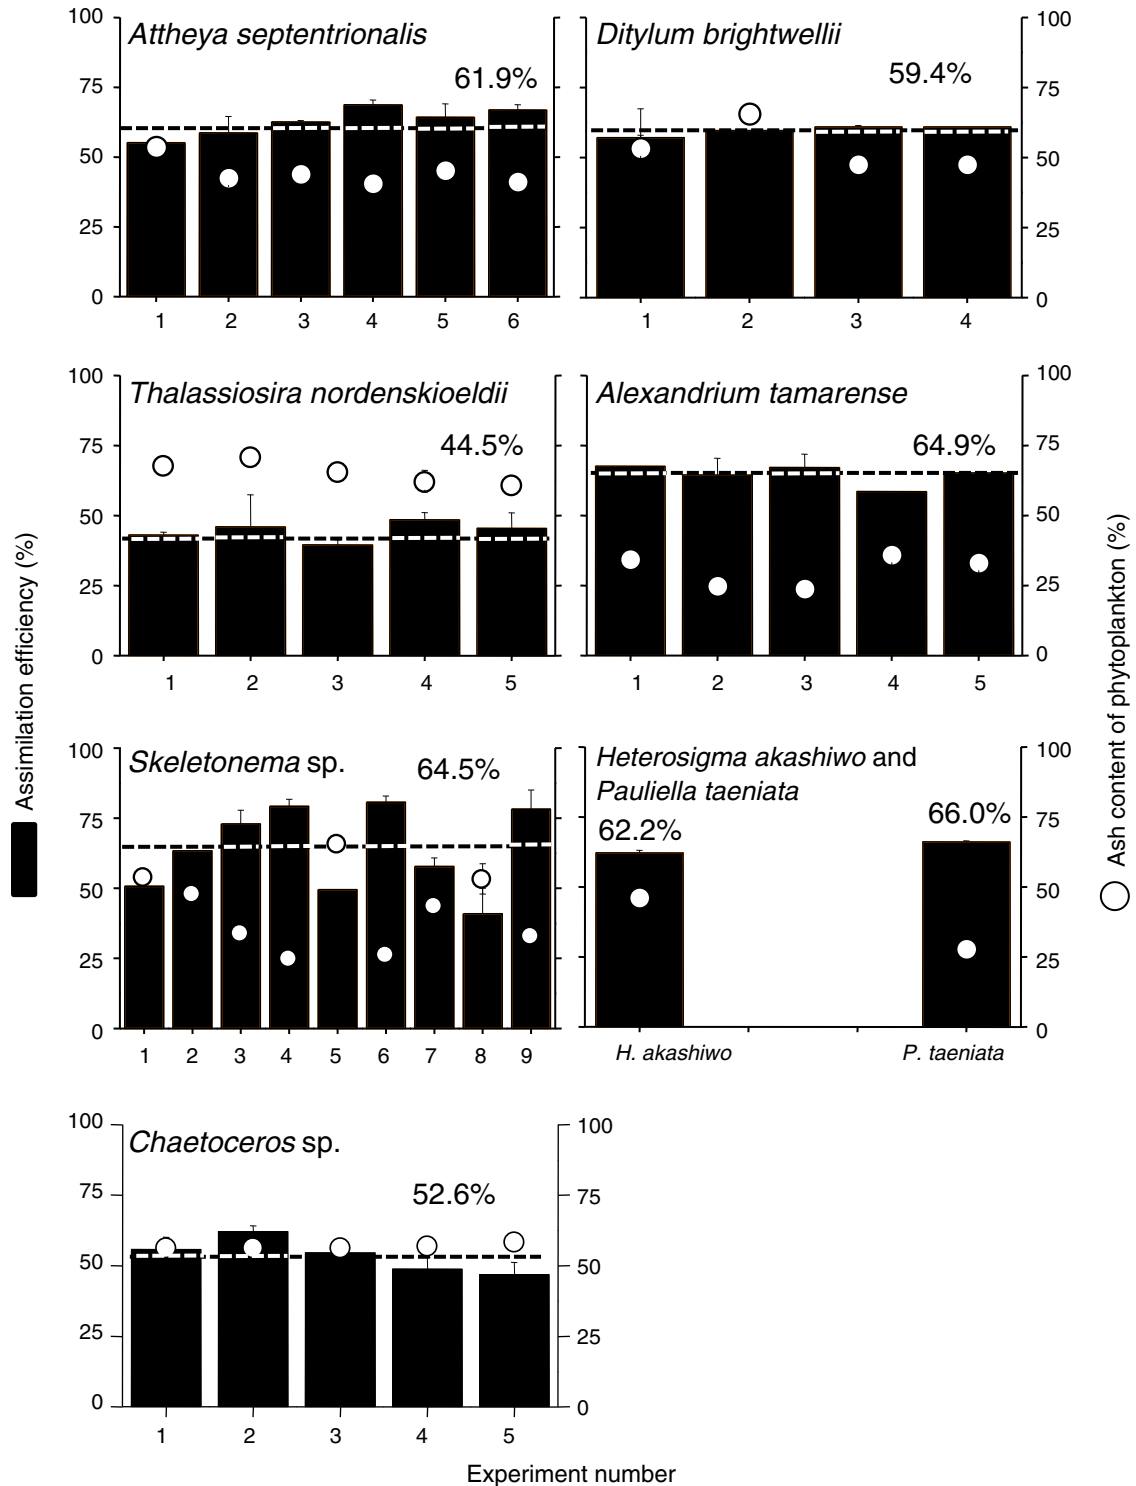 Attheya septentrionalis
61.9%
100
75
50
25
0
1 2 3 4 5 6
Ditylum brightwellii
59.4%
100
75
50
25
0
1 2 3 4
Thalassiosira nordenskioeldii
44.5%
100
75
50
25
0
1 2 3 4 5
Alexandrium tamarense
64.9%
100
75
50
25
0
1 2 3 4 5
Skeletonema sp.
64.5%
100
75
50
25
0
1 2 3 4 5 6 7 8 9
Heterosigma akashiwo and
Pauliella taeniata
62.2%
66.0%
100
75
50
25
0
H. akashiwo P. taeniata
Chaetoceros sp.
52.6%
100
75
50
25
0
100
75
50
25
0
1 2 3 4 5
Experiment number
Assimilation efficiency (%)
Ash content of phytoplankton (%)